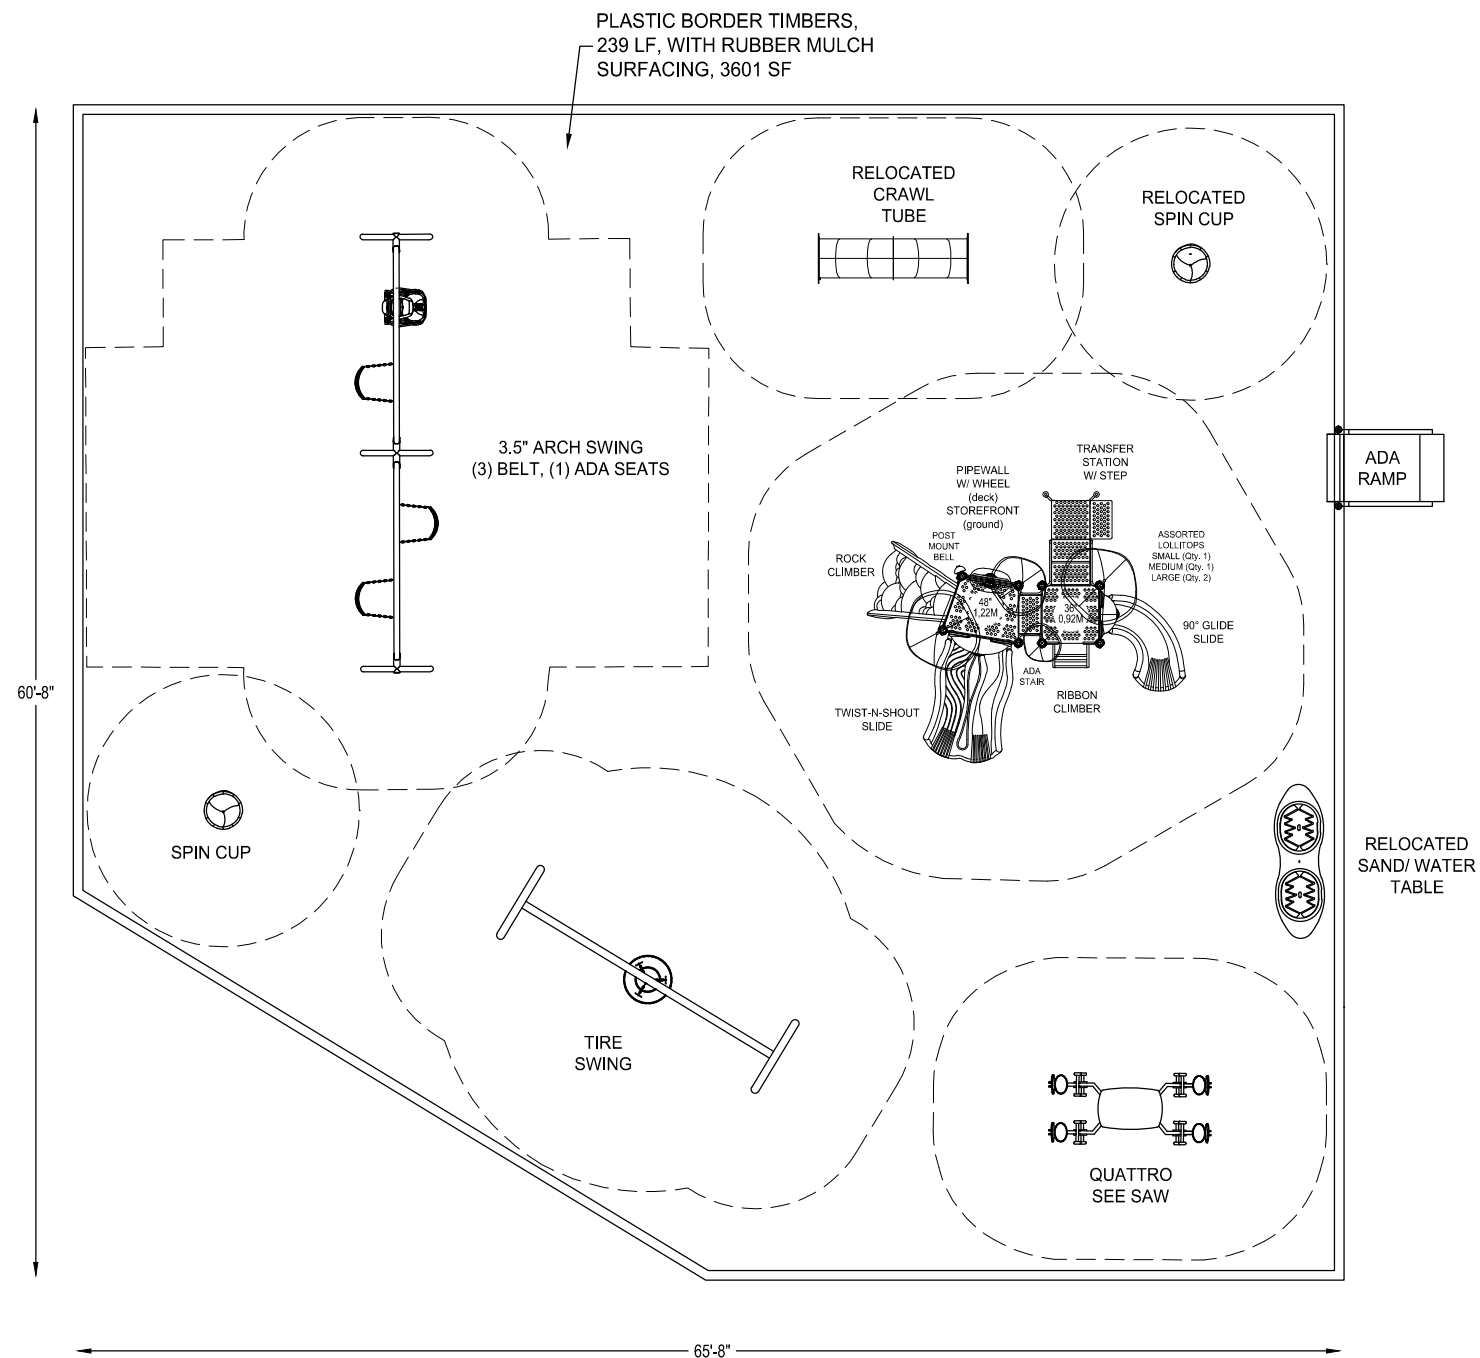 PLASTIC BORDER TIMBERS,
239 LF, WITH RUBBER MULCH
SURFACING, 3601 SF
RELOCATED
CRAWL
TUBE
RELOCATED
SPIN CUP
3.5" ARCH SWING
(3) BELT, (1) ADA SEATS
ADA
RAMP
TRANSFER
STATION
W/ STEP
PIPEWALL
W/ WHEEL
(deck)
STOREFRONT
(ground)
POST
MOUNT
BELL
ASSORTED
LOLLITOPS
SMALL (Qty. 1)
MEDIUM (Qty. 1)
LARGE (Qty. 2)
ROCK
CLIMBER
48"
1,22M
36"
0,92M
90° GLIDE
SLIDE
ADA
STAIR
RIBBON
CLIMBER
TWIST-N-SHOUT
SLIDE
60'-8"
SPIN CUP
RELOCATED
SAND/ WATER
TABLE
TIRE
SWING
QUATTRO
SEE SAW
65'-8"